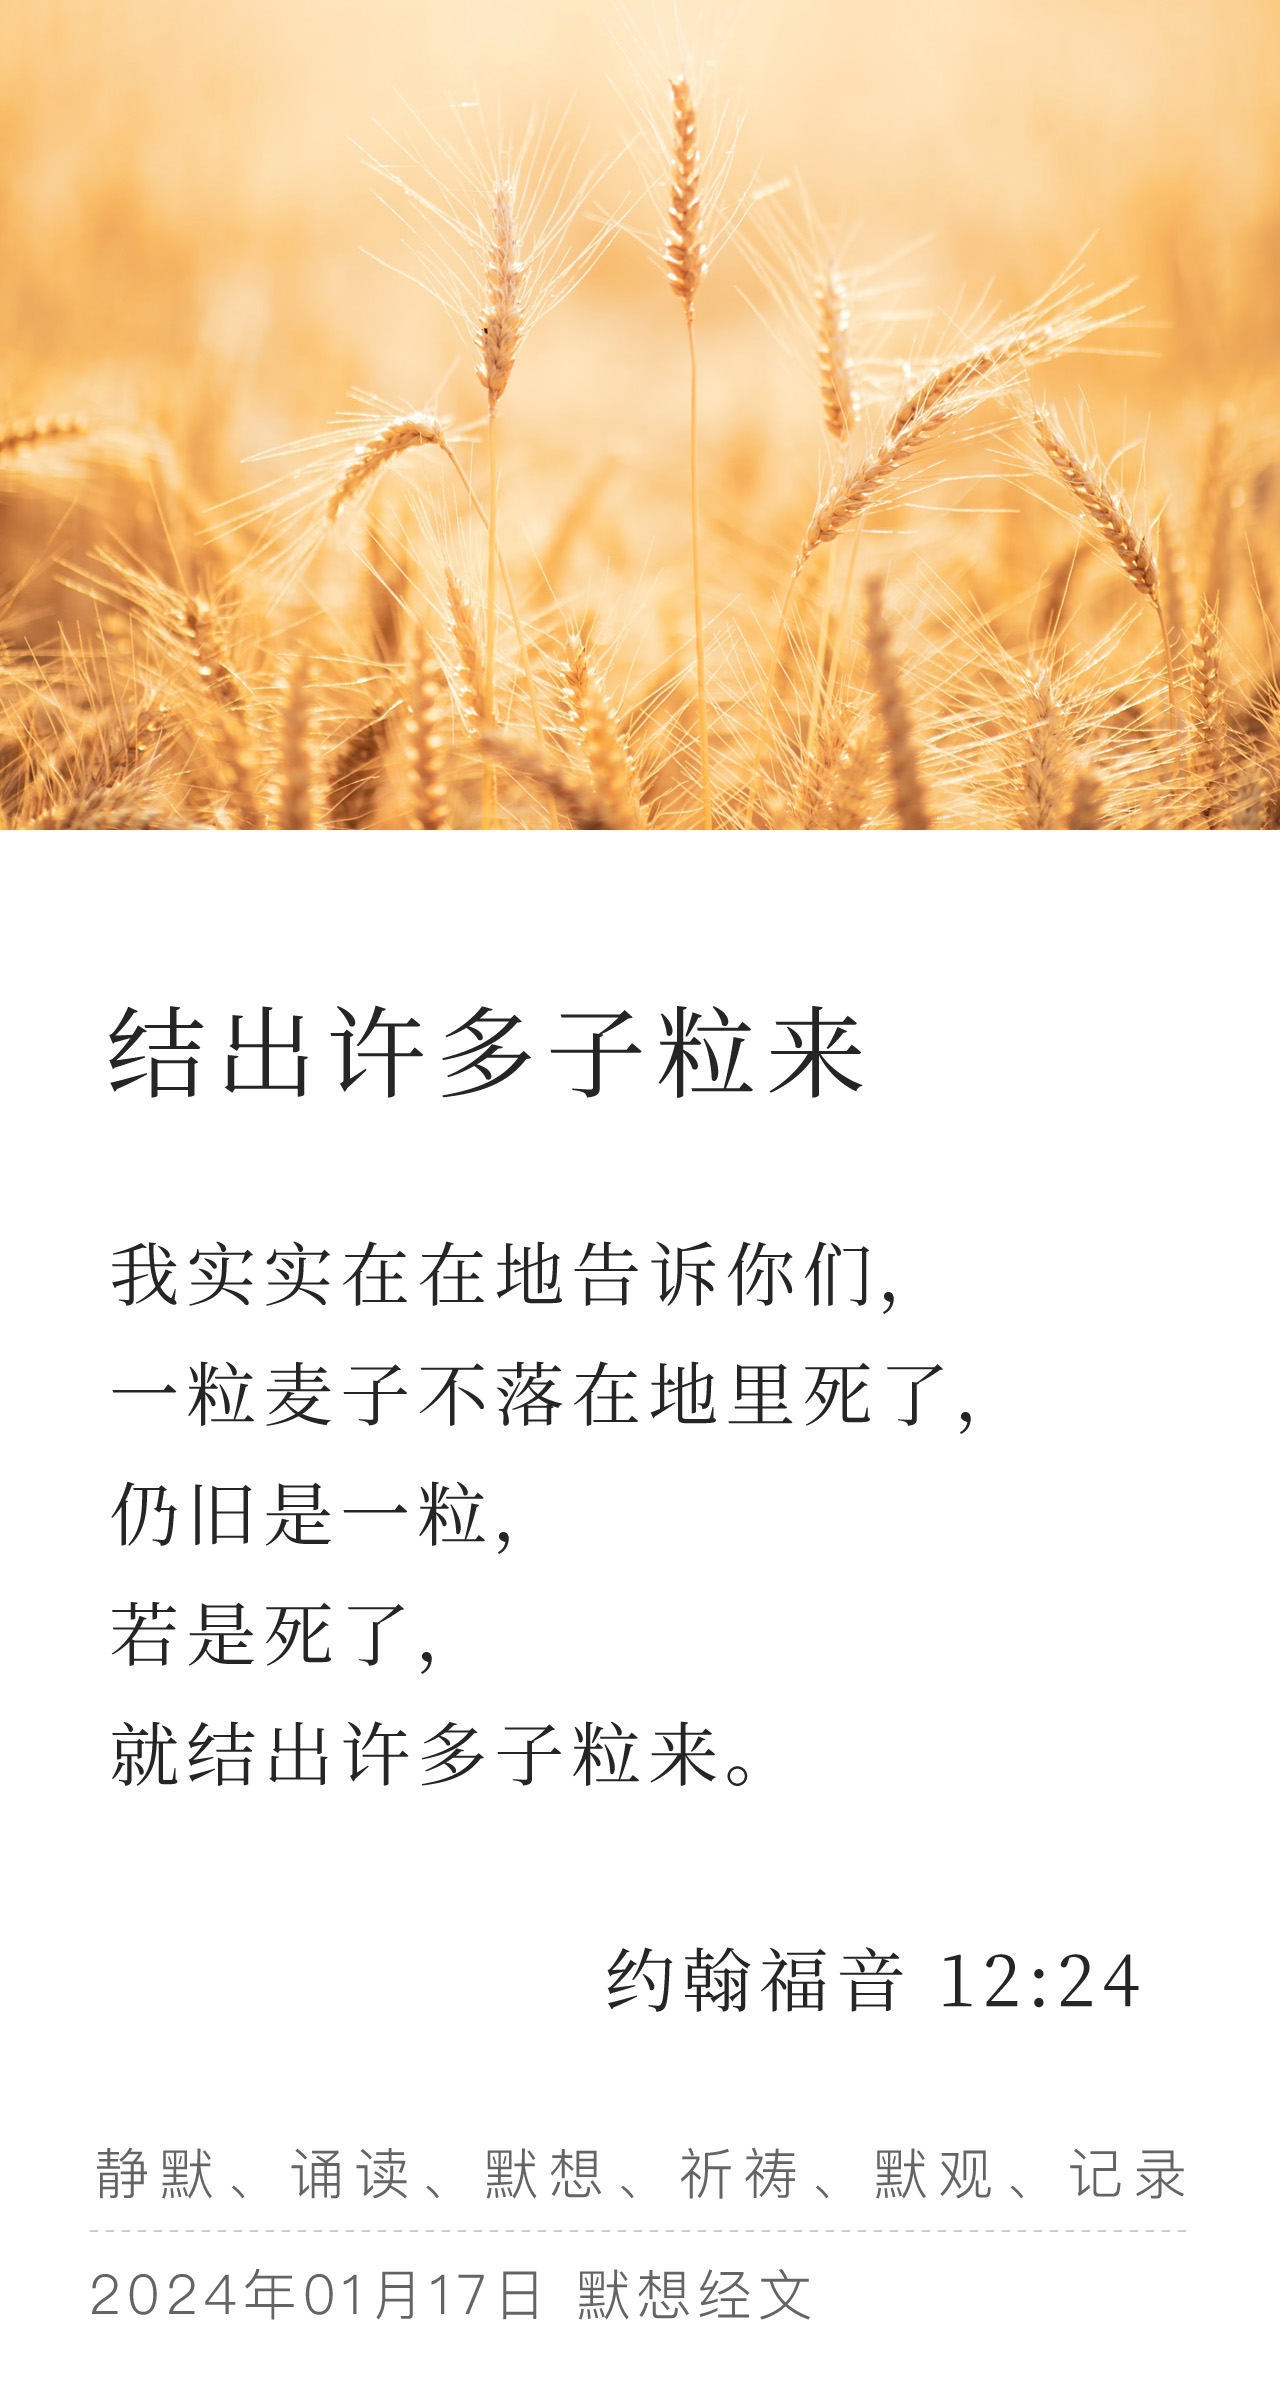 结出许多子粒来
我实实在在地告诉你们,
一粒麦子不落在地里死了,
仍旧是一粒,
若是死了,
就结出许多子粒来。
约翰福音 12:24
静默、诵读、默想、祈祷、默观、记录
2024年01月17日 默想经文